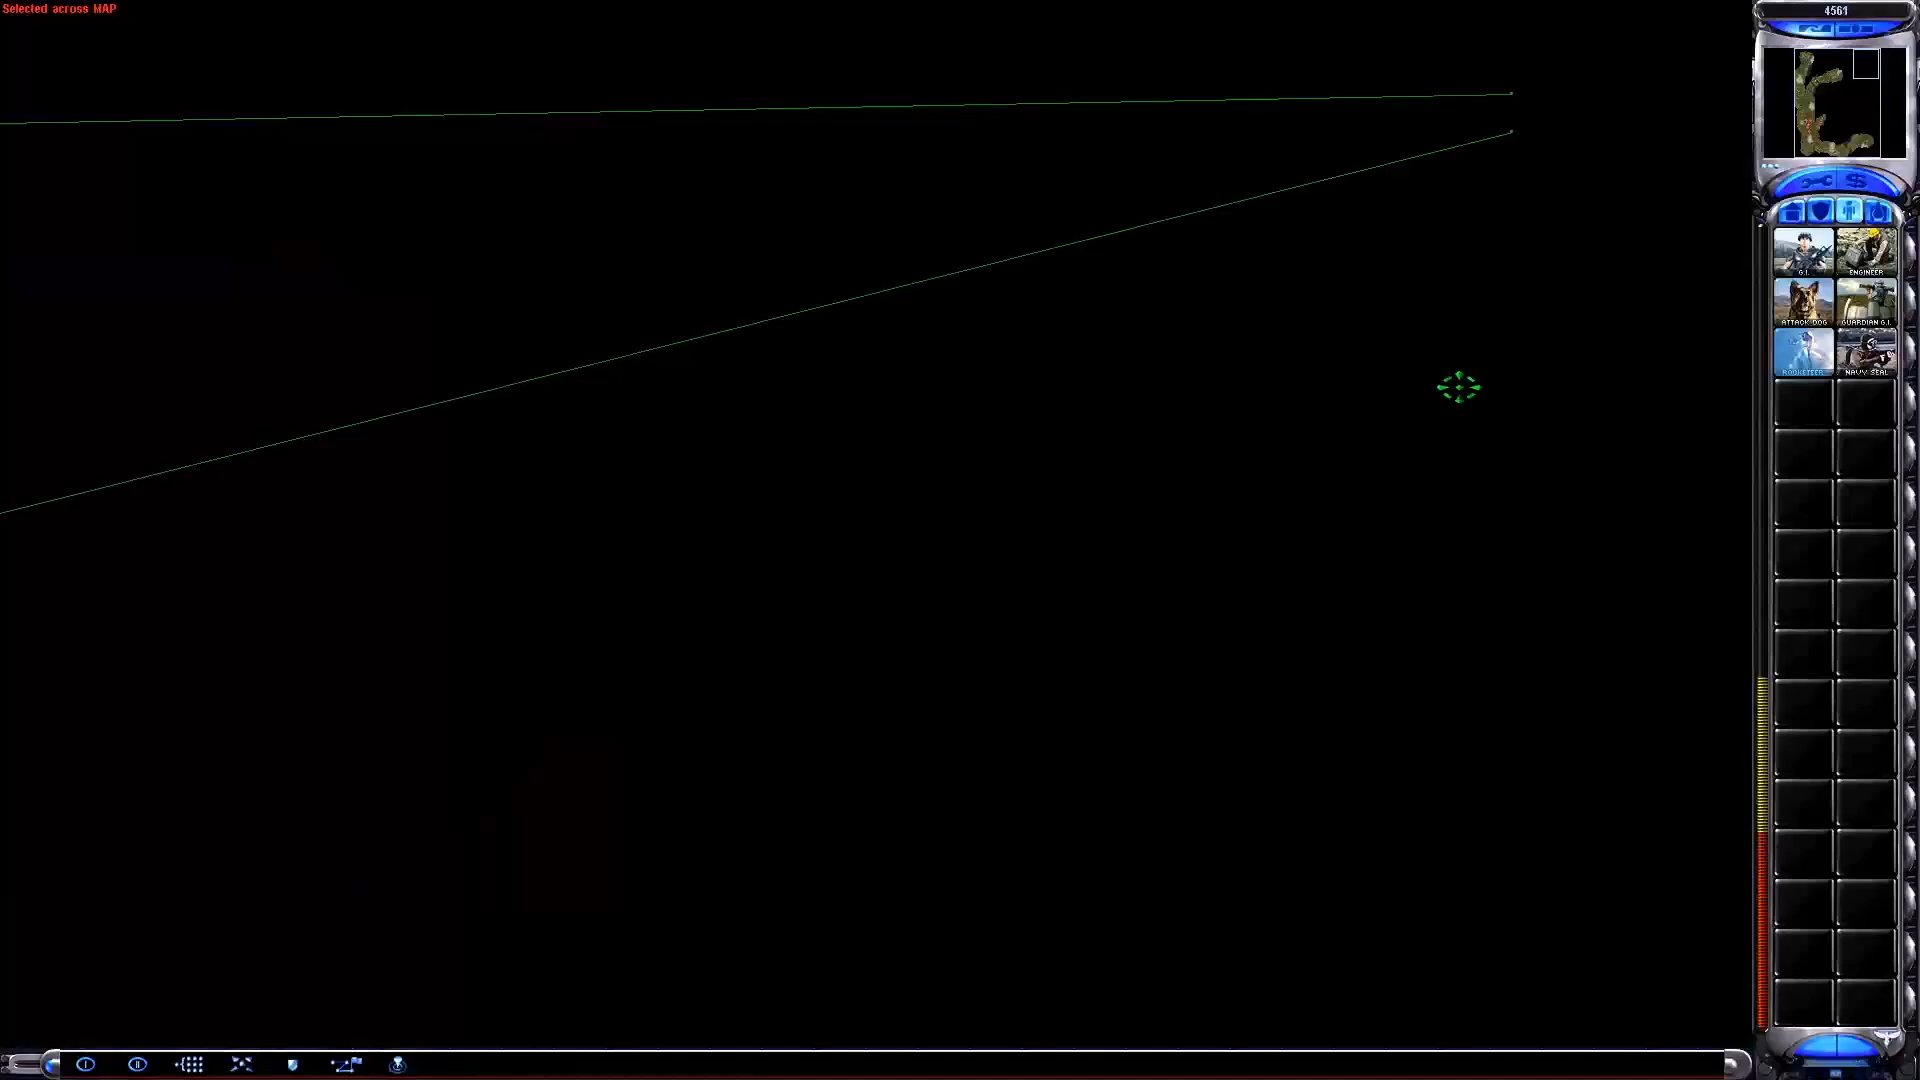 Selected across MAP
4561
$
G.I. ENGINEER
ATTACK DOG GUARDIAN G.I.
ROCKETEER NAVY SEAL